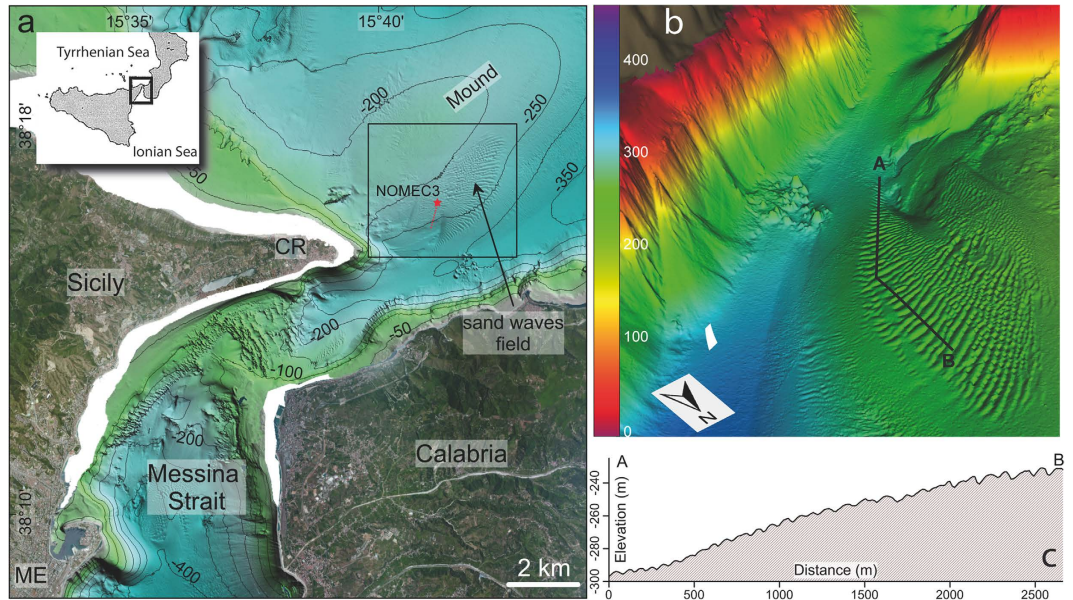 a
15°35'
15°40'
Tyrrhenian Sea
Ionian Sea
38°18'
-200
Mound
-250
-350
50
NOMEC3
CR
Sicily
-200
-50
sand waves
field
-100
-200
Messina
Strait
Calabria
38°10'
ME
-400
2 km
b
400
300
200
100
0
A
B
N
A
B
-240
-260
-280
-300
Elevation (m)
Distance (m)
C
0
500
1000
1500
2000
2500